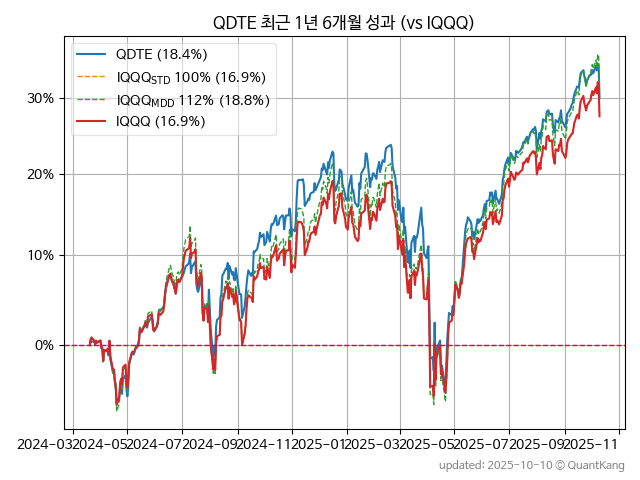 QDTE 최근 1년 6개월 성과 (vs IQQQ)
QDTE (18.4%)
IQQQSTD 100% (16.9%)
IQQQMDD 112% (18.8%)
IQQQ (16.9%)
30%
20%
10%
0%
2024-03 2024-05 2024-07 2024-09 2024-11 2025-01 2025-03 2025-05 2025-07 2025-09 2025-11
updated: 2025-10-10 © QuantKang